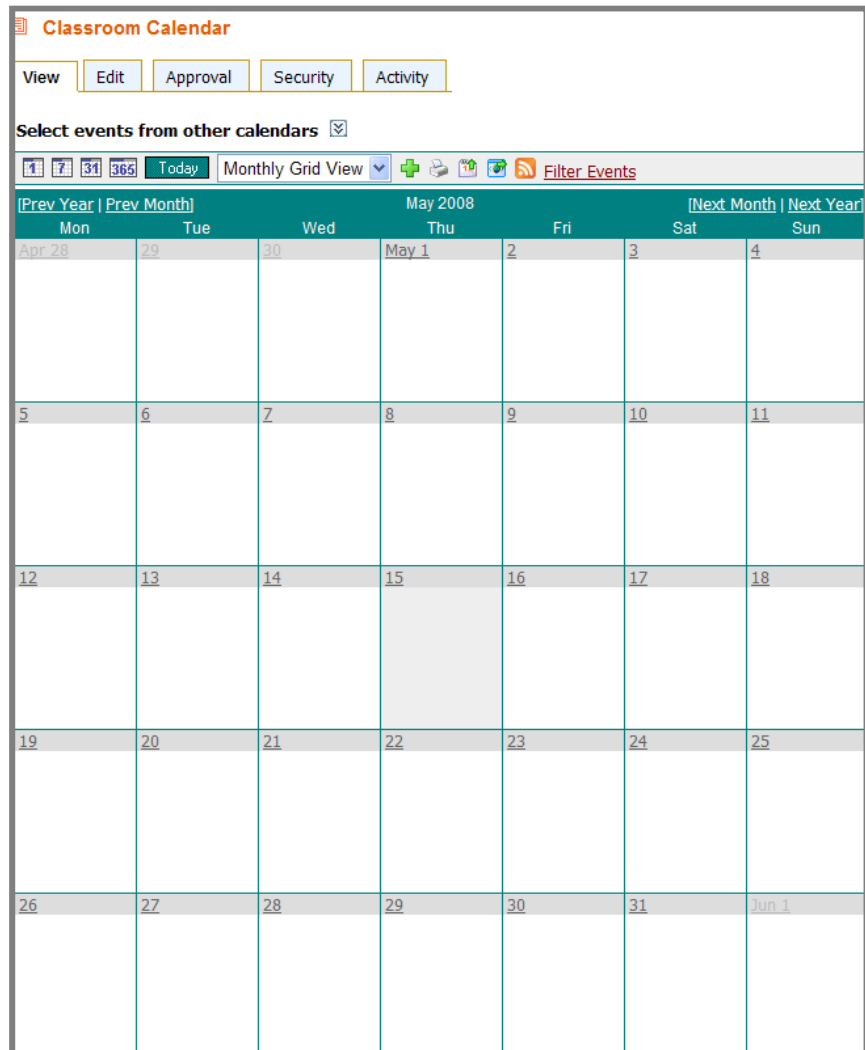 Classroom Calendar
View Edit Approval Security Activity
Select events from other calendars
1 7 31 365 Today Monthly Grid View Filter Events
[Prev Year | Prev Month] May 2008 [Next Month | Next Year]
Mon Tue Wed Thu Fri Sat Sun
Apr 28 29 30 May 1 2 3 4
5 6 7 8 9 10 11
12 13 14 15 16 17 18
19 20 21 22 23 24 25
26 27 28 29 30 31 Jun 1